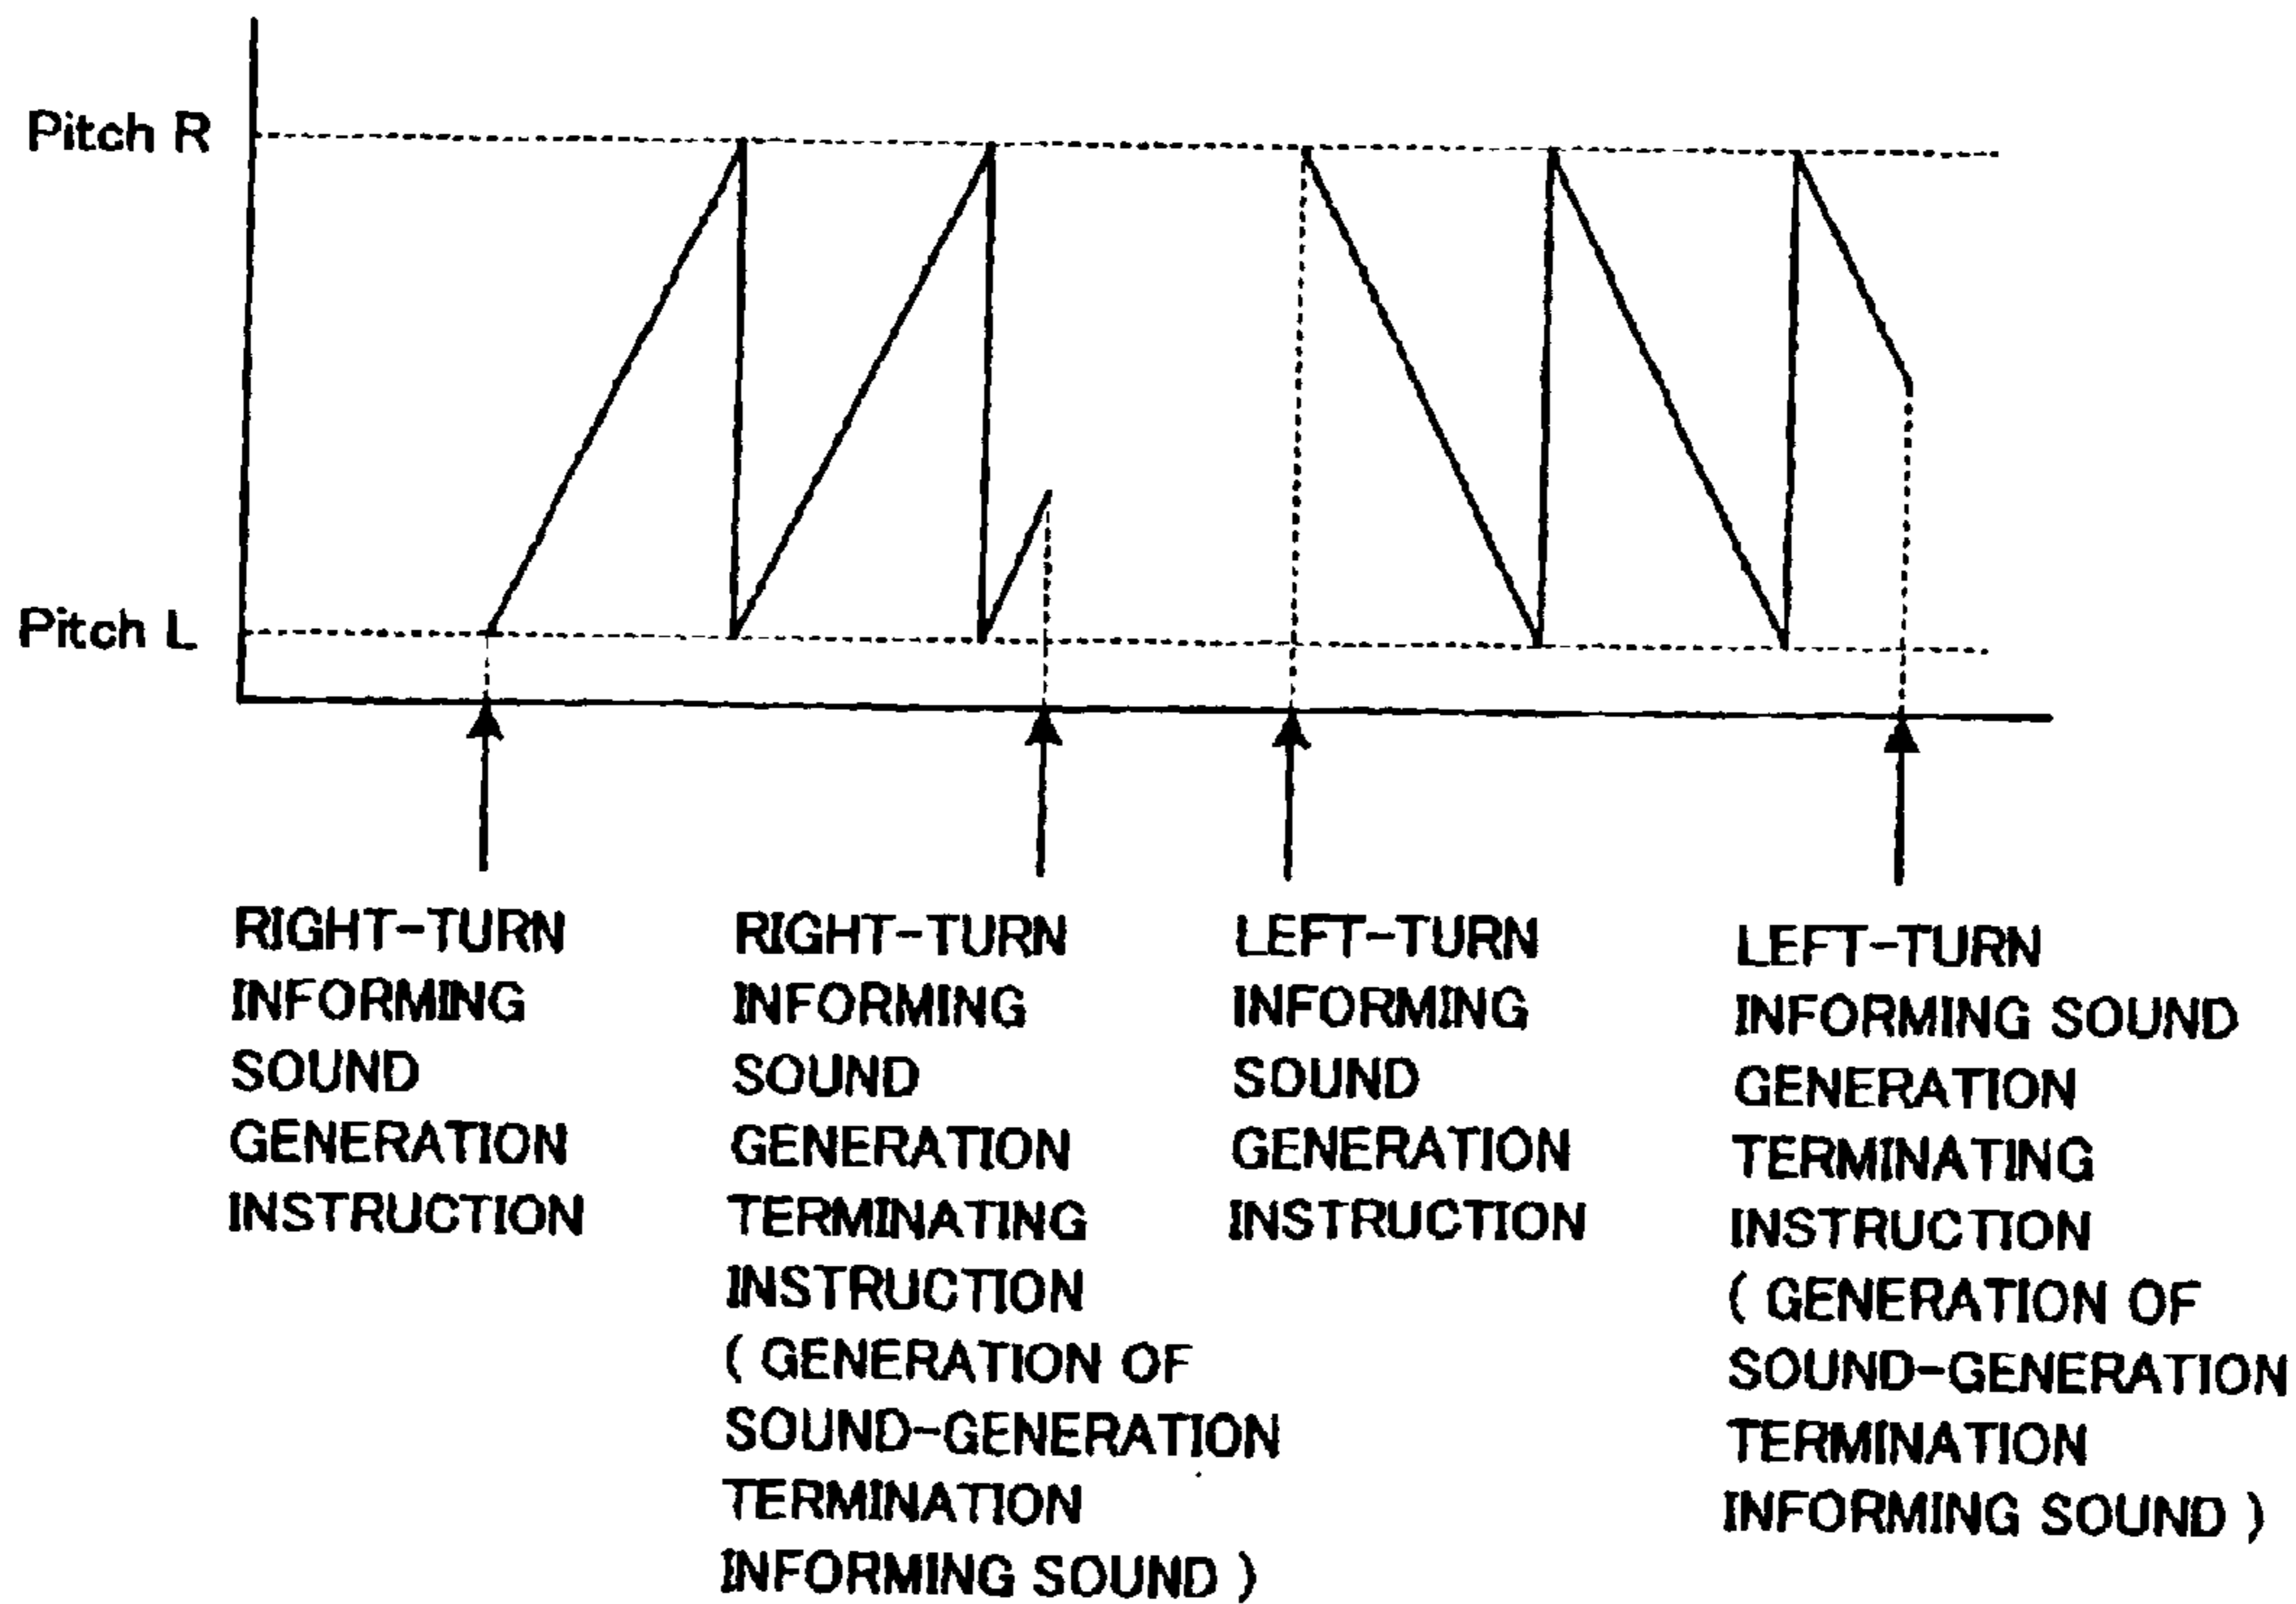 Pitch R
Pitch L
RIGHT-TURN
INFORMING
SOUND
GENERATION
INSTRUCTION
RIGHT-TURN
INFORMING
SOUND
GENERATION
TERMINATING
INSTRUCTION
( GENERATION OF
SOUND-GENERATION
TERMINATION
INFORMING SOUND )
LEFT-TURN
INFORMING
SOUND
GENERATION
INSTRUCTION
LEFT-TURN
INFORMING SOUND
GENERATION
TERMINATING
INSTRUCTION
( GENERATION OF
SOUND-GENERATION
TERMINATION
INFORMING SOUND )